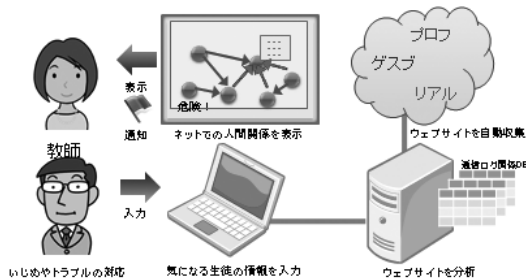 プロフ
ゲスブ
リアル
表示
危険!
通知
ネットでの人間関係を表示
ウェブサイトを自動収集
教師
通信ログ関係DB
入力
いじめやトラブルの対応
気になる生徒の情報を入力
ウェブサイトを分析